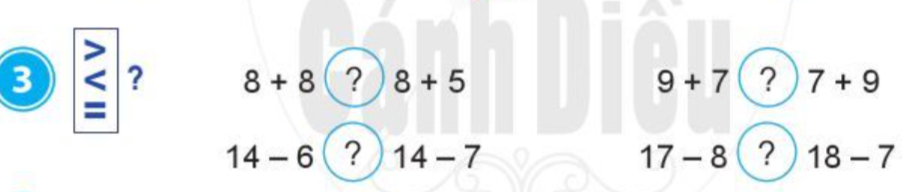 Cánh Diều
3 > < = ?
8 + 8 ? 8 + 5 9 + 7 ? 7 + 9
14 – 6 ? 14 – 7 17 – 8 ? 18 – 7